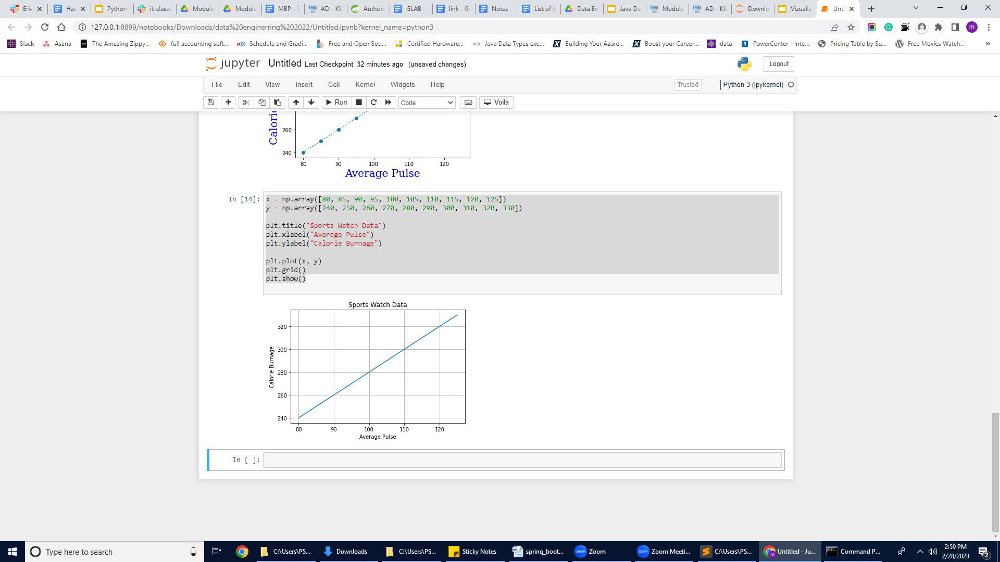 Eric
Hac
Python
it-classe
Module
Module
MBP - 3
AD - KB
Authori
GLAB -
link - Go
Notes -
List of t
Data En
Java De
Module
AD - KB
Downlo
Vizualiz
Unti
127.0.0.1:8889/notebooks/Downloads/data%20enginerring%202022/Untitled.ipynb?kernel_name=python3
m
Slack
Asana
The Amazing Zippy...
full accounting soft...
edX Schedule and Gradi...
Free and Open Sou...
Certified Hardware...
w3r Java Data Types exe...
Building Your Azure...
Boost your Career...
data
PowerCenter - Inte...
Pricing Table by Su...
Free Movies Watch...
»
jupyter Untitled Last Checkpoint: 32 minutes ago (unsaved changes)
Logout
File Edit View Insert Cell Kernel Widgets Help
Trusted
Python 3 (ipykernel)
Run
Code
Voilà
Calorie
260
240
80 90 100 110 120
Average Pulse
In [14]:
x = np.array([80, 85, 90, 95, 100, 105, 110, 115, 120, 125])
y = np.array([240, 250, 260, 270, 280, 290, 300, 310, 320, 330])
plt.title("Sports Watch Data")
plt.xlabel("Average Pulse")
plt.ylabel("Calorie Burnage")
plt.plot(x, y)
plt.grid()
plt.show()
Sports Watch Data
Calorie Burnage
320
300
280
260
240
80 90 100 110 120
Average Pulse
In [ ]:
Type here to search
C:\Users\PS...
Downloads
C:\Users\PS...
Sticky Notes
spring_boot...
zoom Zoom
zoom Zoom Meeti...
C:\Users\PS...
Untitled - Ju...
Command P...
2:59 PM
2/28/2023
2